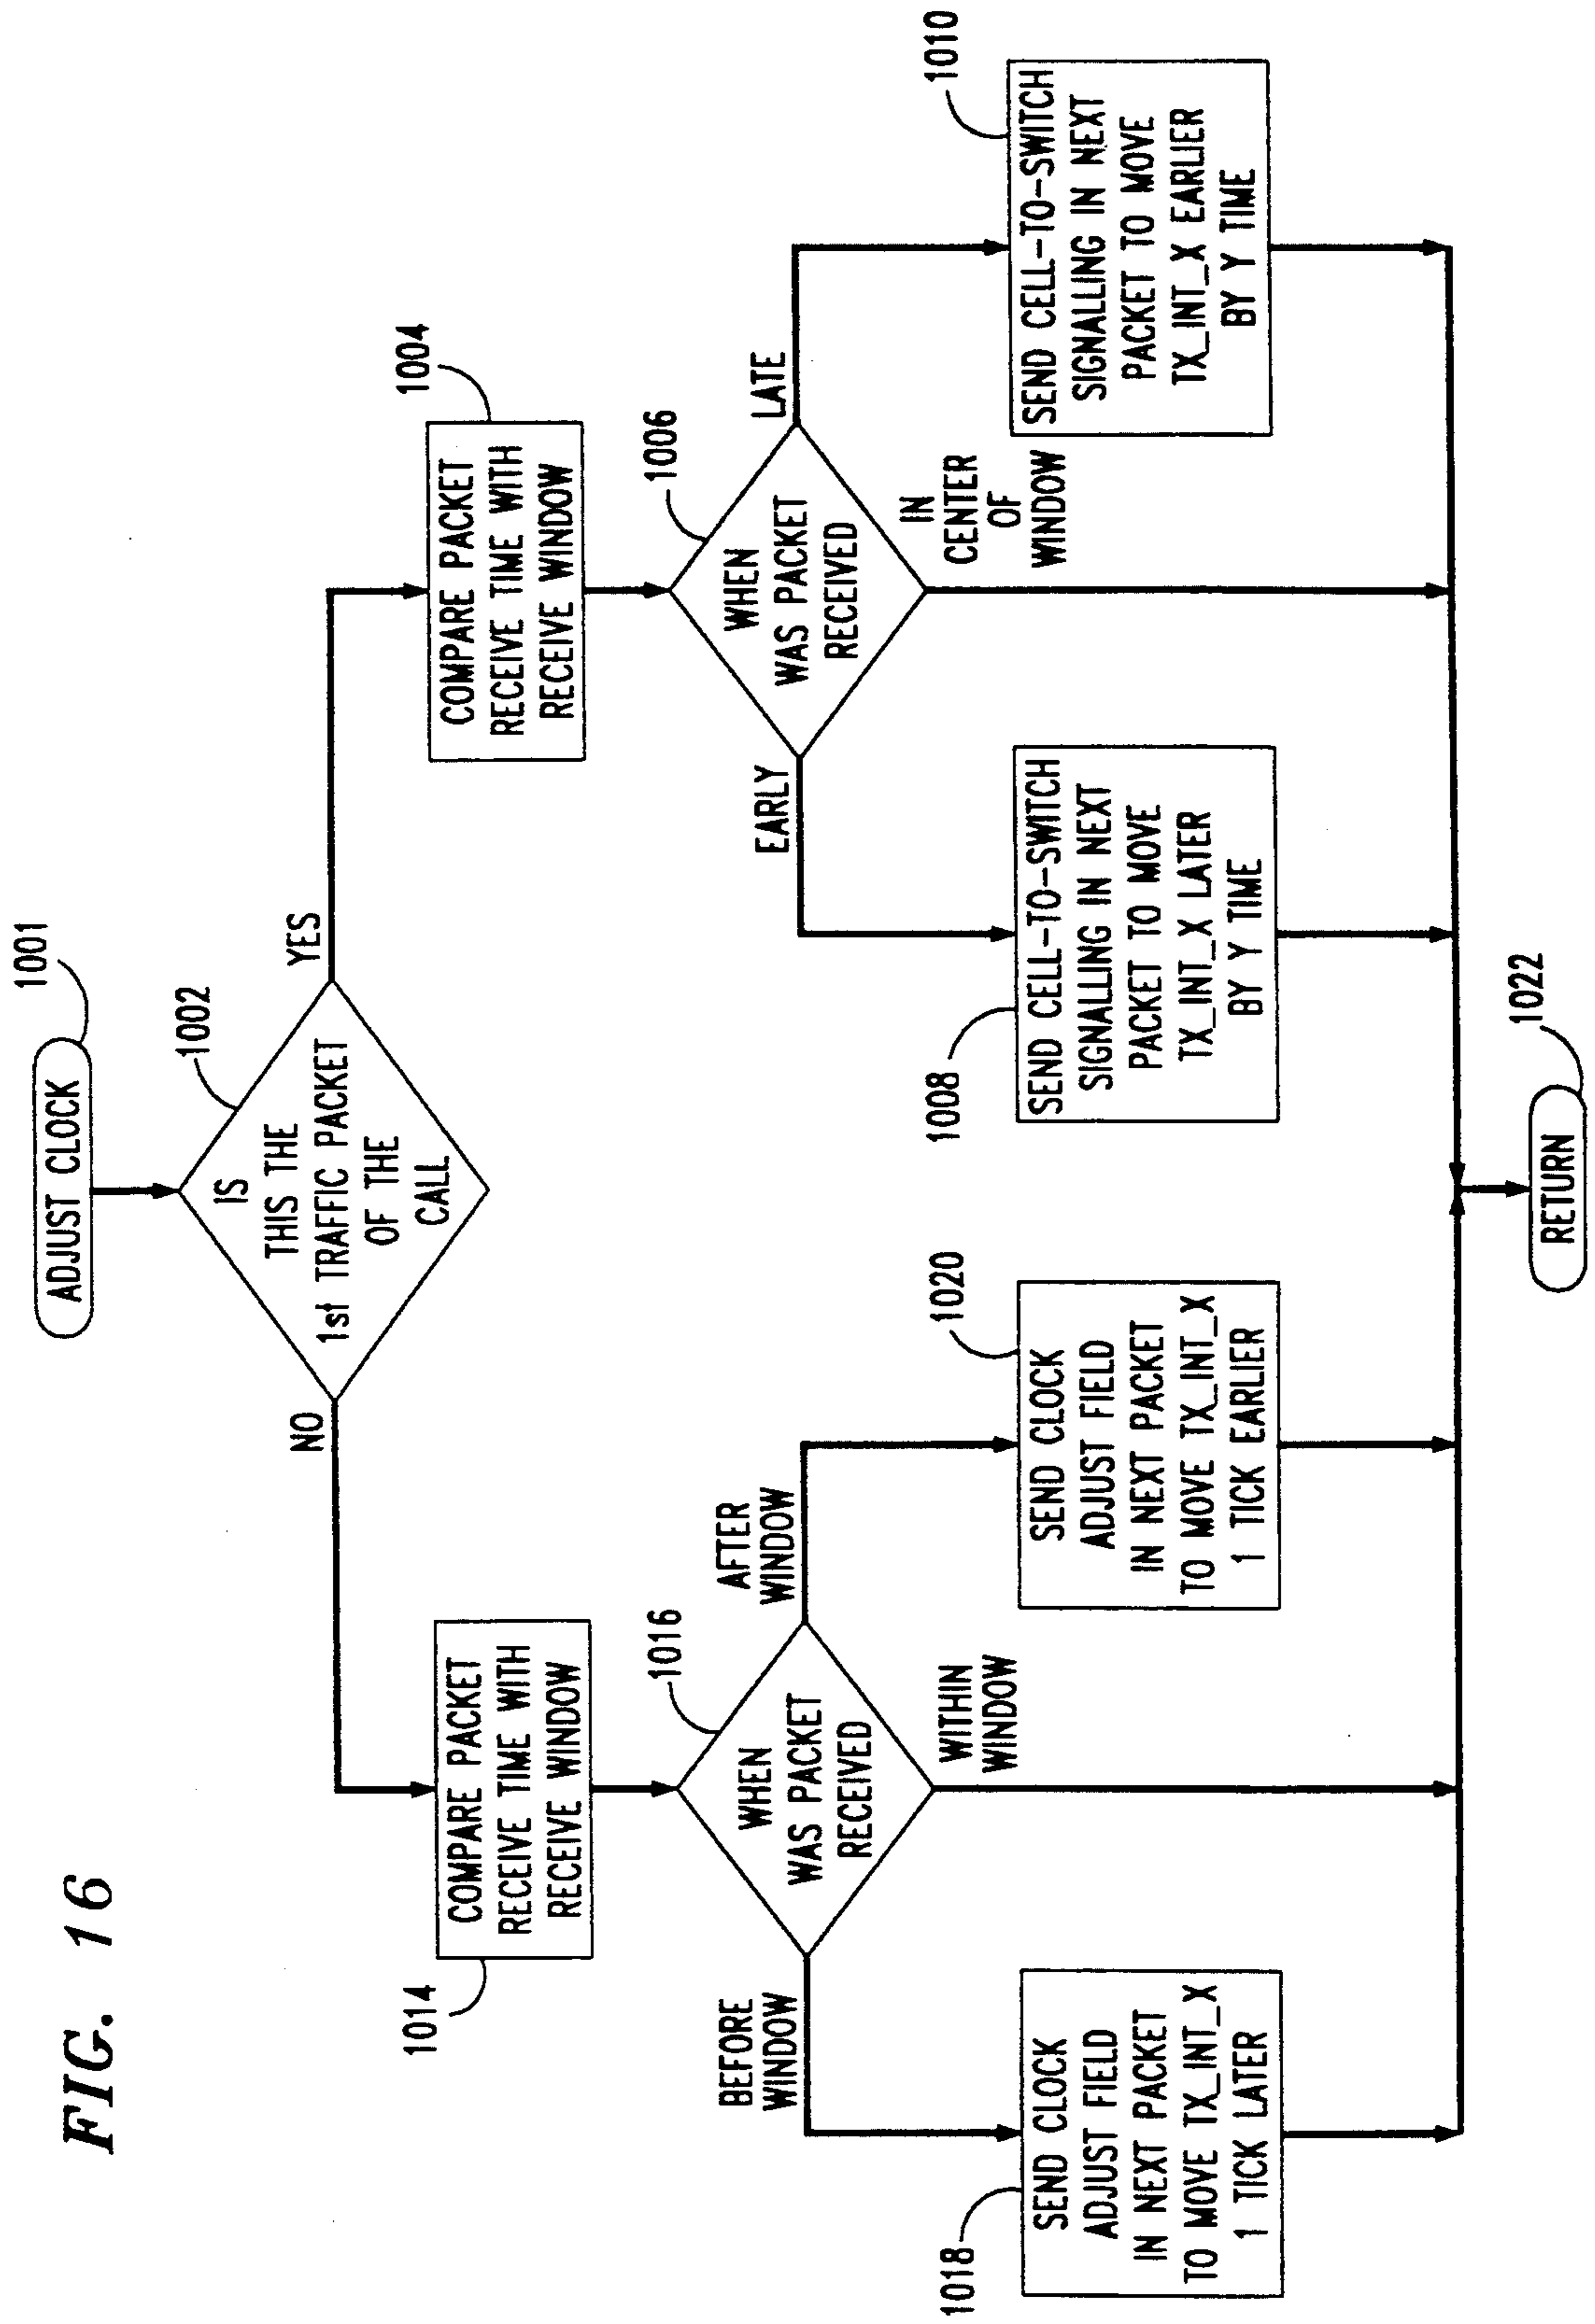 FIG. 16
ADJUST CLOCK
1001
IS
THIS THE
1st TRAFFIC PACKET
OF THE
CALL
1002
NO
YES
1014
COMPARE PACKET
RECEIVE TIME WITH
RECEIVE WINDOW
COMPARE PACKET
RECEIVE TIME WITH
RECEIVE WINDOW
1004
WHEN
WAS PACKET
RECEIVED
1016
BEFORE
WINDOW
AFTER
WINDOW
WITHIN
WINDOW
WHEN
WAS PACKET
RECEIVED
1006
EARLY
LATE
IN
CENTER
OF
WINDOW
1018
SEND CLOCK
ADJUST FIELD
IN NEXT PACKET
TO MOVE TX_INT_X
1 TICK LATER
SEND CLOCK
ADJUST FIELD
IN NEXT PACKET
TO MOVE TX_INT_X
1 TICK EARLIER
1020
1008
SEND CELL-TO-SWITCH
SIGNALLING IN NEXT
PACKET TO MOVE
TX_INT_X LATER
BY Y TIME
SEND CELL-TO-SWITCH
SIGNALLING IN NEXT
PACKET TO MOVE
TX_INT_X EARLIER
BY Y TIME
1010
RETURN
1022